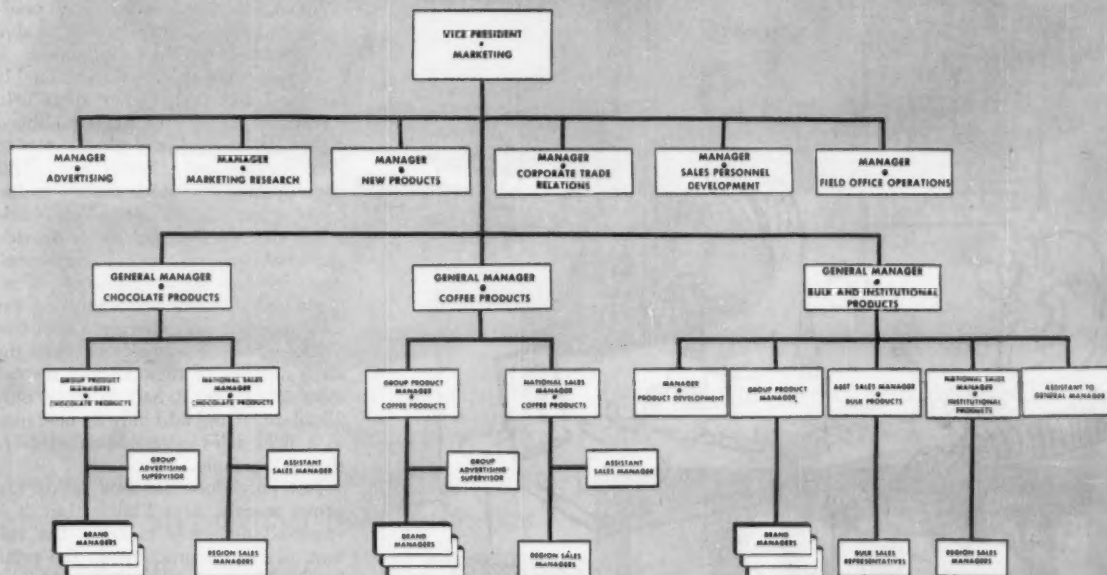 VICE PRESIDENT
MARKETING
MANAGER
ADVERTISING
MANAGER
MARKETING RESEARCH
MANAGER
NEW PRODUCTS
MANAGER
CORPORATE TRADE
RELATIONS
MANAGER
SALES PERSONNEL
DEVELOPMENT
MANAGER
FIELD OFFICE OPERATIONS
GENERAL MANAGER
CHOCOLATE PRODUCTS
GENERAL MANAGER
COFFEE PRODUCTS
GENERAL MANAGER
BULK AND INSTITUTIONAL
PRODUCTS
GROUP PRODUCT
MANAGERS
CHOCOLATE PRODUCTS
NATIONAL SALES
MANAGER
CHOCOLATE PRODUCTS
GROUP PRODUCT
MANAGER
COFFEE PRODUCTS
NATIONAL SALES
MANAGER
COFFEE PRODUCTS
MANAGER
PRODUCT DEVELOPMENT
GROUP PRODUCT
MANAGER
ASST SALES MANAGER
BULK PRODUCTS
NATIONAL SALES
MANAGER
INSTITUTIONAL
PRODUCTS
ASSISTANT TO
GENERAL MANAGER
GROUP
ADVERTISING
SUPERVISOR
ASSISTANT
SALES MANAGER
GROUP
ADVERTISING
SUPERVISOR
ASSISTANT
SALES MANAGER
BRAND
MANAGERS
REGION SALES
MANAGERS
BRAND
MANAGERS
REGION SALES
MANAGERS
BRAND
MANAGERS
BULK SALES
REPRESENTATIVES
REGION SALES
MANAGERS